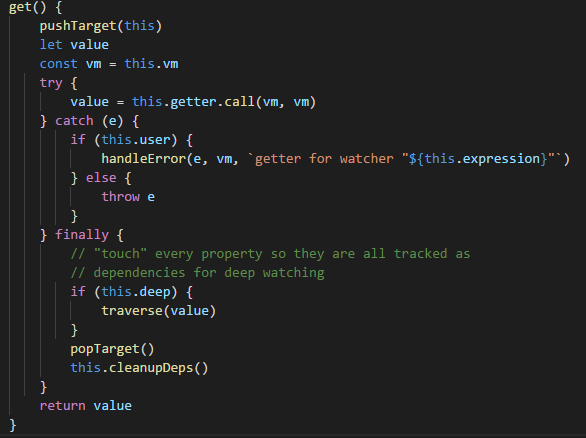 get() {
    pushTarget(this)
    let value
    const vm = this.vm
    try {
        value = this.getter.call(vm, vm)
    } catch (e) {
        if (this.user) {
            handleError(e, vm, `getter for watcher "${this.expression}"`)
        } else {
            throw e
        }
    } finally {
        // "touch" every property so they are all tracked as
        // dependencies for deep watching
        if (this.deep) {
            traverse(value)
        }
        popTarget()
        this.cleanupDeps()
    }
    return value
}